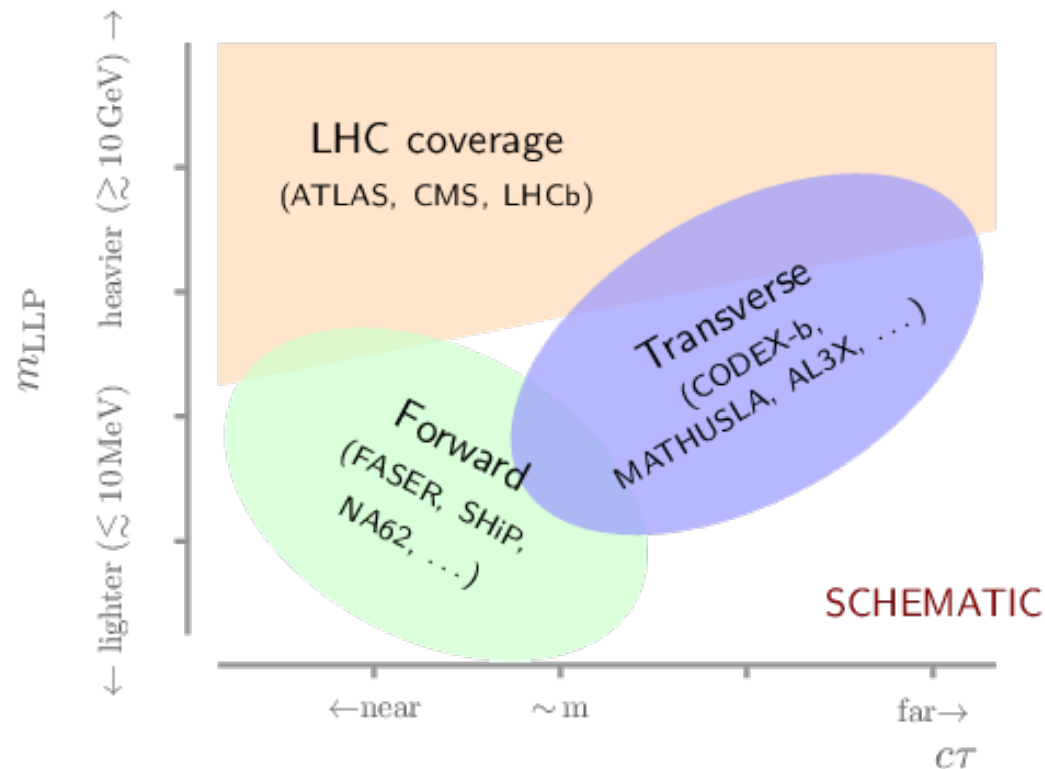 m_LLP
← lighter (≲ 10 MeV)  heavier (≳ 10 GeV) →
LHC coverage
(ATLAS, CMS, LHCb)
Transverse
(CODEX-b,
MATHUSLA, AL3X, ...)
Forward
(FASER, SHiP,
NA62, ...)
SCHEMATIC
←near ∼ m far→
cτ